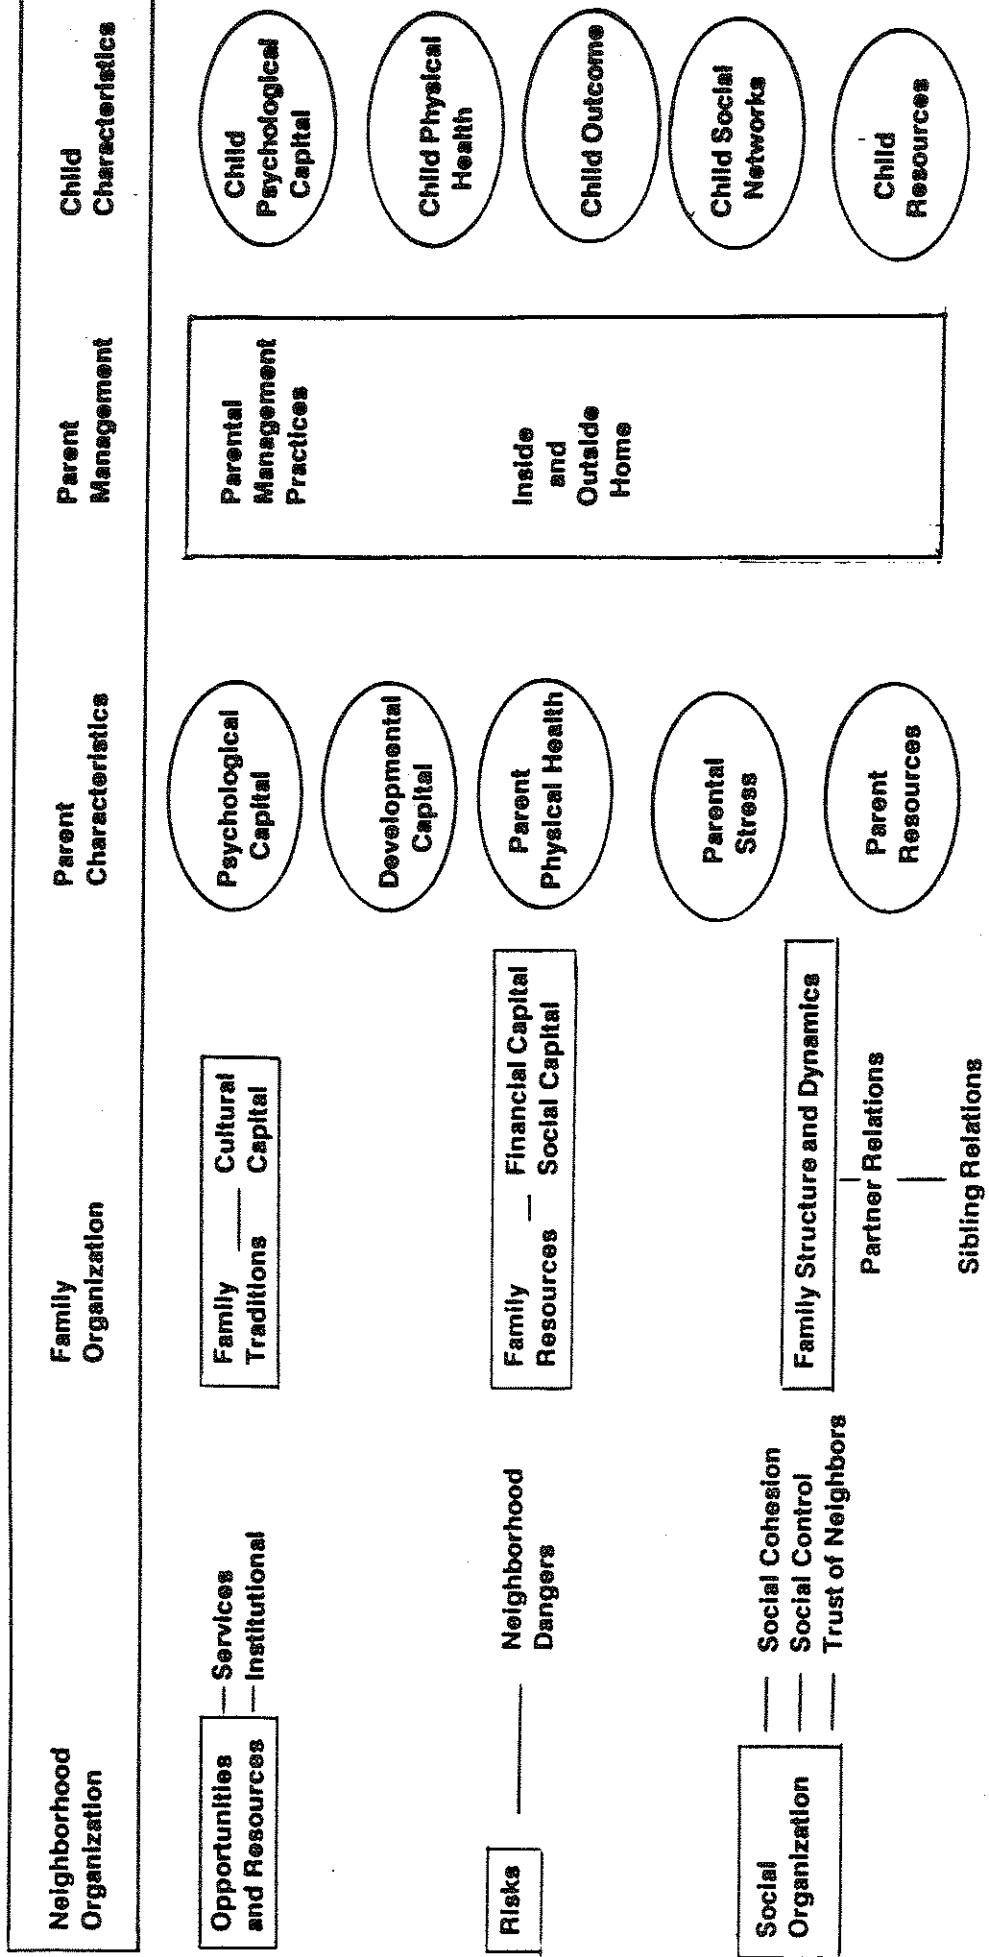 Neighborhood
Organization
Family
Organization
Parent
Characteristics
Parent
Management
Child
Characteristics
Opportunities
and Resources
Services
Institutional
Risks
Neighborhood
Dangers
Social
Organization
Social Cohesion
Social Control
Trust of Neighbors
Family
Traditions
Cultural
Capital
Family
Resources
Financial Capital
Social Capital
Family Structure and Dynamics
Partner Relations
Sibling Relations
Psychological
Capital
Developmental
Capital
Parent
Physical Health
Parental
Stress
Parent
Resources
Parental
Management
Practices
Inside
and
Outside
Home
Child
Psychological
Capital
Child Physical
Health
Child Outcome
Child Social
Networks
Child
Resources